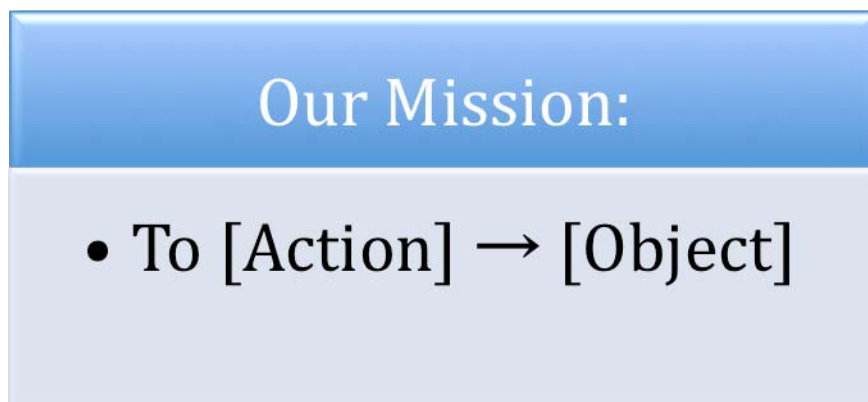 Our Mission:
• To [Action] → [Object]